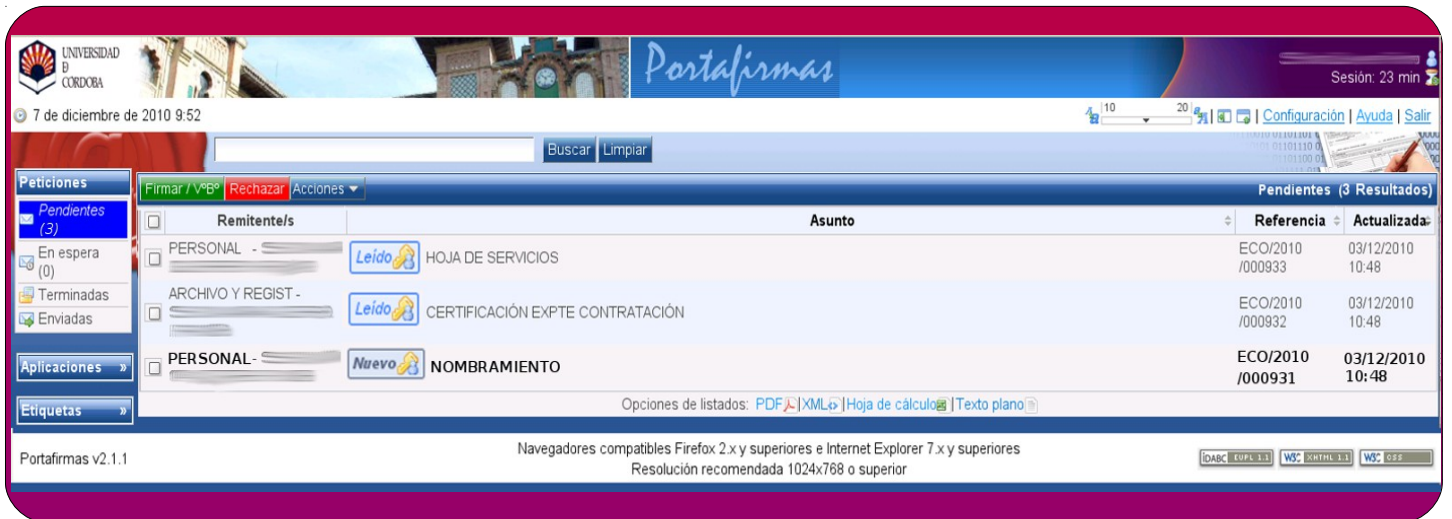 UNIVERSIDAD
D
CORDOBA
Portafirmas
Sesión: 23 min
7 de diciembre de 2010 9:52
10 20 | Configuración | Ayuda | Salir
Buscar Limpiar
Peticiones
Pendientes
(3)
En espera
(0)
Terminadas
Enviadas
Aplicaciones »
Etiquetas »
Firmar / VºBº Rechazar Acciones
Pendientes (3 Resultados)
Remitente/s Asunto Referencia Actualizada
PERSONAL - Leído HOJA DE SERVICIOS ECO/2010 03/12/2010
/000933 10:48
ARCHIVO Y REGIST - Leído CERTIFICACIÓN EXPTE CONTRATACIÓN ECO/2010 03/12/2010
/000932 10:48
PERSONAL- Nuevo NOMBRAMIENTO ECO/2010 03/12/2010
/000931 10:48
Opciones de listados: PDF|XML|Hoja de cálculo|Texto plano
Portafirmas v2.1.1
Navegadores compatibles Firefox 2.x y superiores e Internet Explorer 7.x y superiores
Resolución recomendada 1024x768 o superior
IDABC EUPL 1.1 W3C XHTML 1.1 W3C CSS